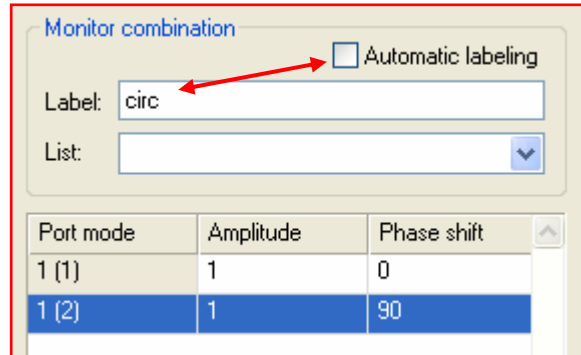 Monitor combination
Automatic labeling
Label: circ
List:
Port mode Amplitude Phase shift
1 (1) 1 0
1 (2) 1 90